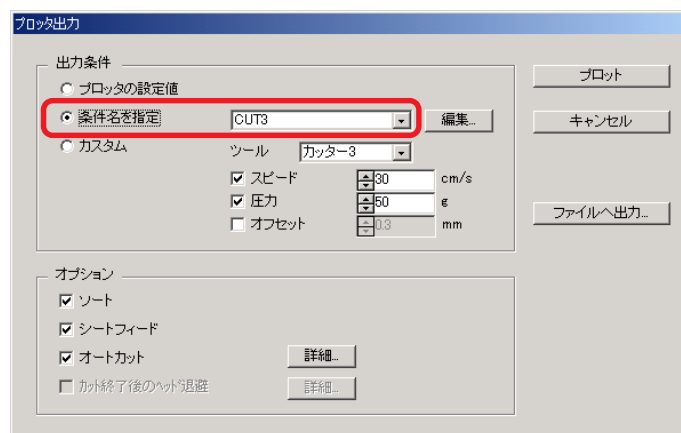 プロッタ出力
出力条件
プロッタの設定値
条件名を指定 CUT3 編集...
カスタム ツール カッター3
スピード 30 cm/s
圧力 50 g
オフセット 0.3 mm
プロット
キャンセル
ファイルへ出力...
オプション
ソート
シートフィード
オートカット 詳細...
カット終了後のヘッド退避 詳細...